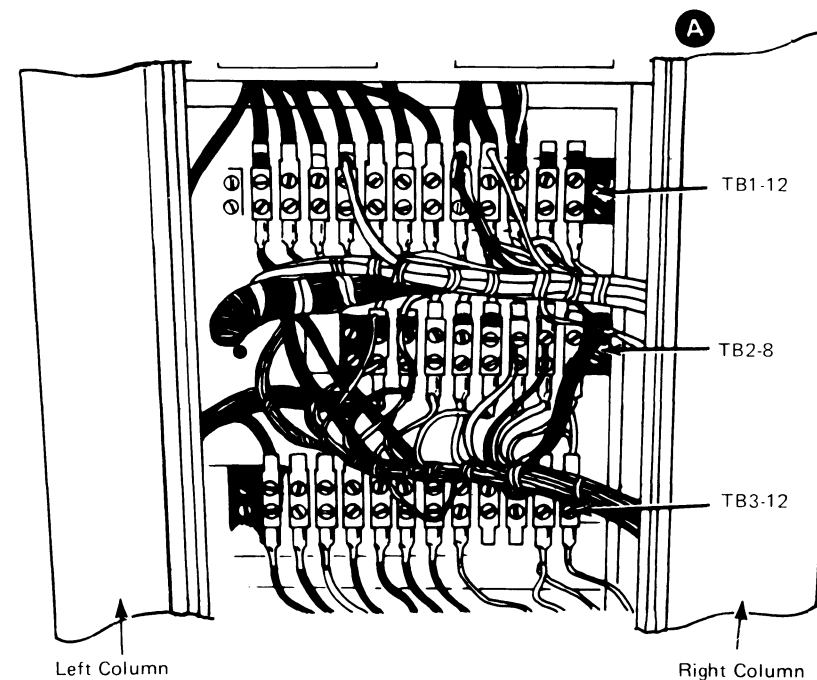 A
TB1-12
TB2-8
TB3-12
Left Column
Right Column